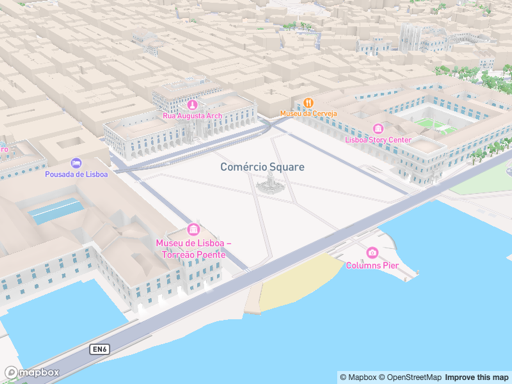 Museu da Cerveja
Rua Augusta Arch
Lisboa Story Center
Comércio Square
Pousada de Lisboa
Museu de Lisboa –
Torreão Poente
Columns Pier
EN6
mapbox
© Mapbox © OpenStreetMap Improve this map